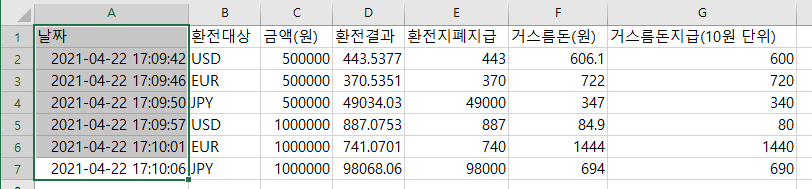 A B C D E F G
1 날짜 환전대상 금액(원) 환전결과 환전지폐지급 거스름돈(원) 거스름돈지급(10원 단위)
2 2021-04-22 17:09:42 USD 500000 443.5377 443 606.1 600
3 2021-04-22 17:09:46 EUR 500000 370.5351 370 722 720
4 2021-04-22 17:09:50 JPY 500000 49034.03 49000 347 340
5 2021-04-22 17:09:57 USD 1000000 887.0753 887 84.9 80
6 2021-04-22 17:10:01 EUR 1000000 741.0701 740 1444 1440
7 2021-04-22 17:10:06 JPY 1000000 98068.06 98000 694 690